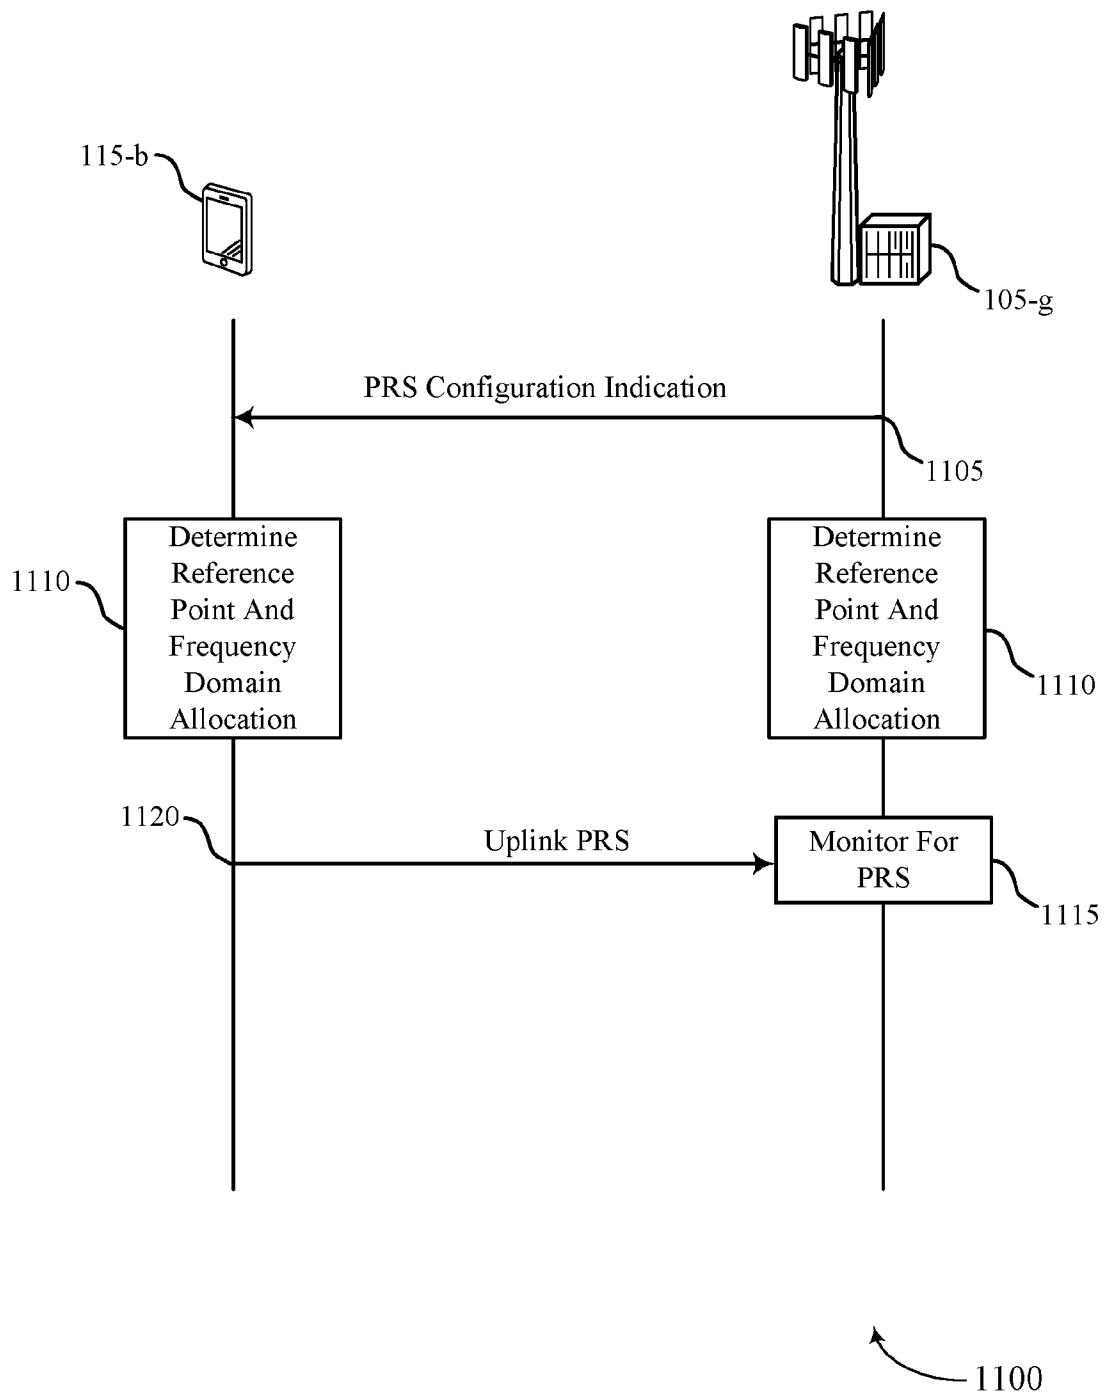 115-b
105-g
PRS Configuration Indication
1105
Determine
Reference
Point And
Frequency
Domain
Allocation
1110
Determine
Reference
Point And
Frequency
Domain
Allocation
1110
1120
Uplink PRS
Monitor For
PRS
1115
1100